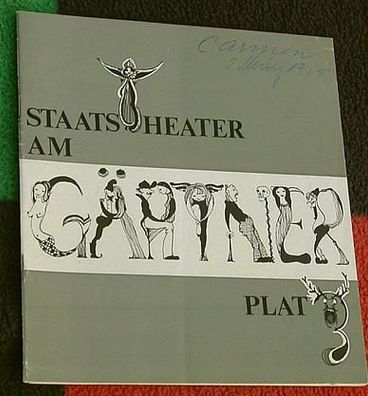 Carmen
STAATSTHEATER
AM
GÄRTNER
PLATZ